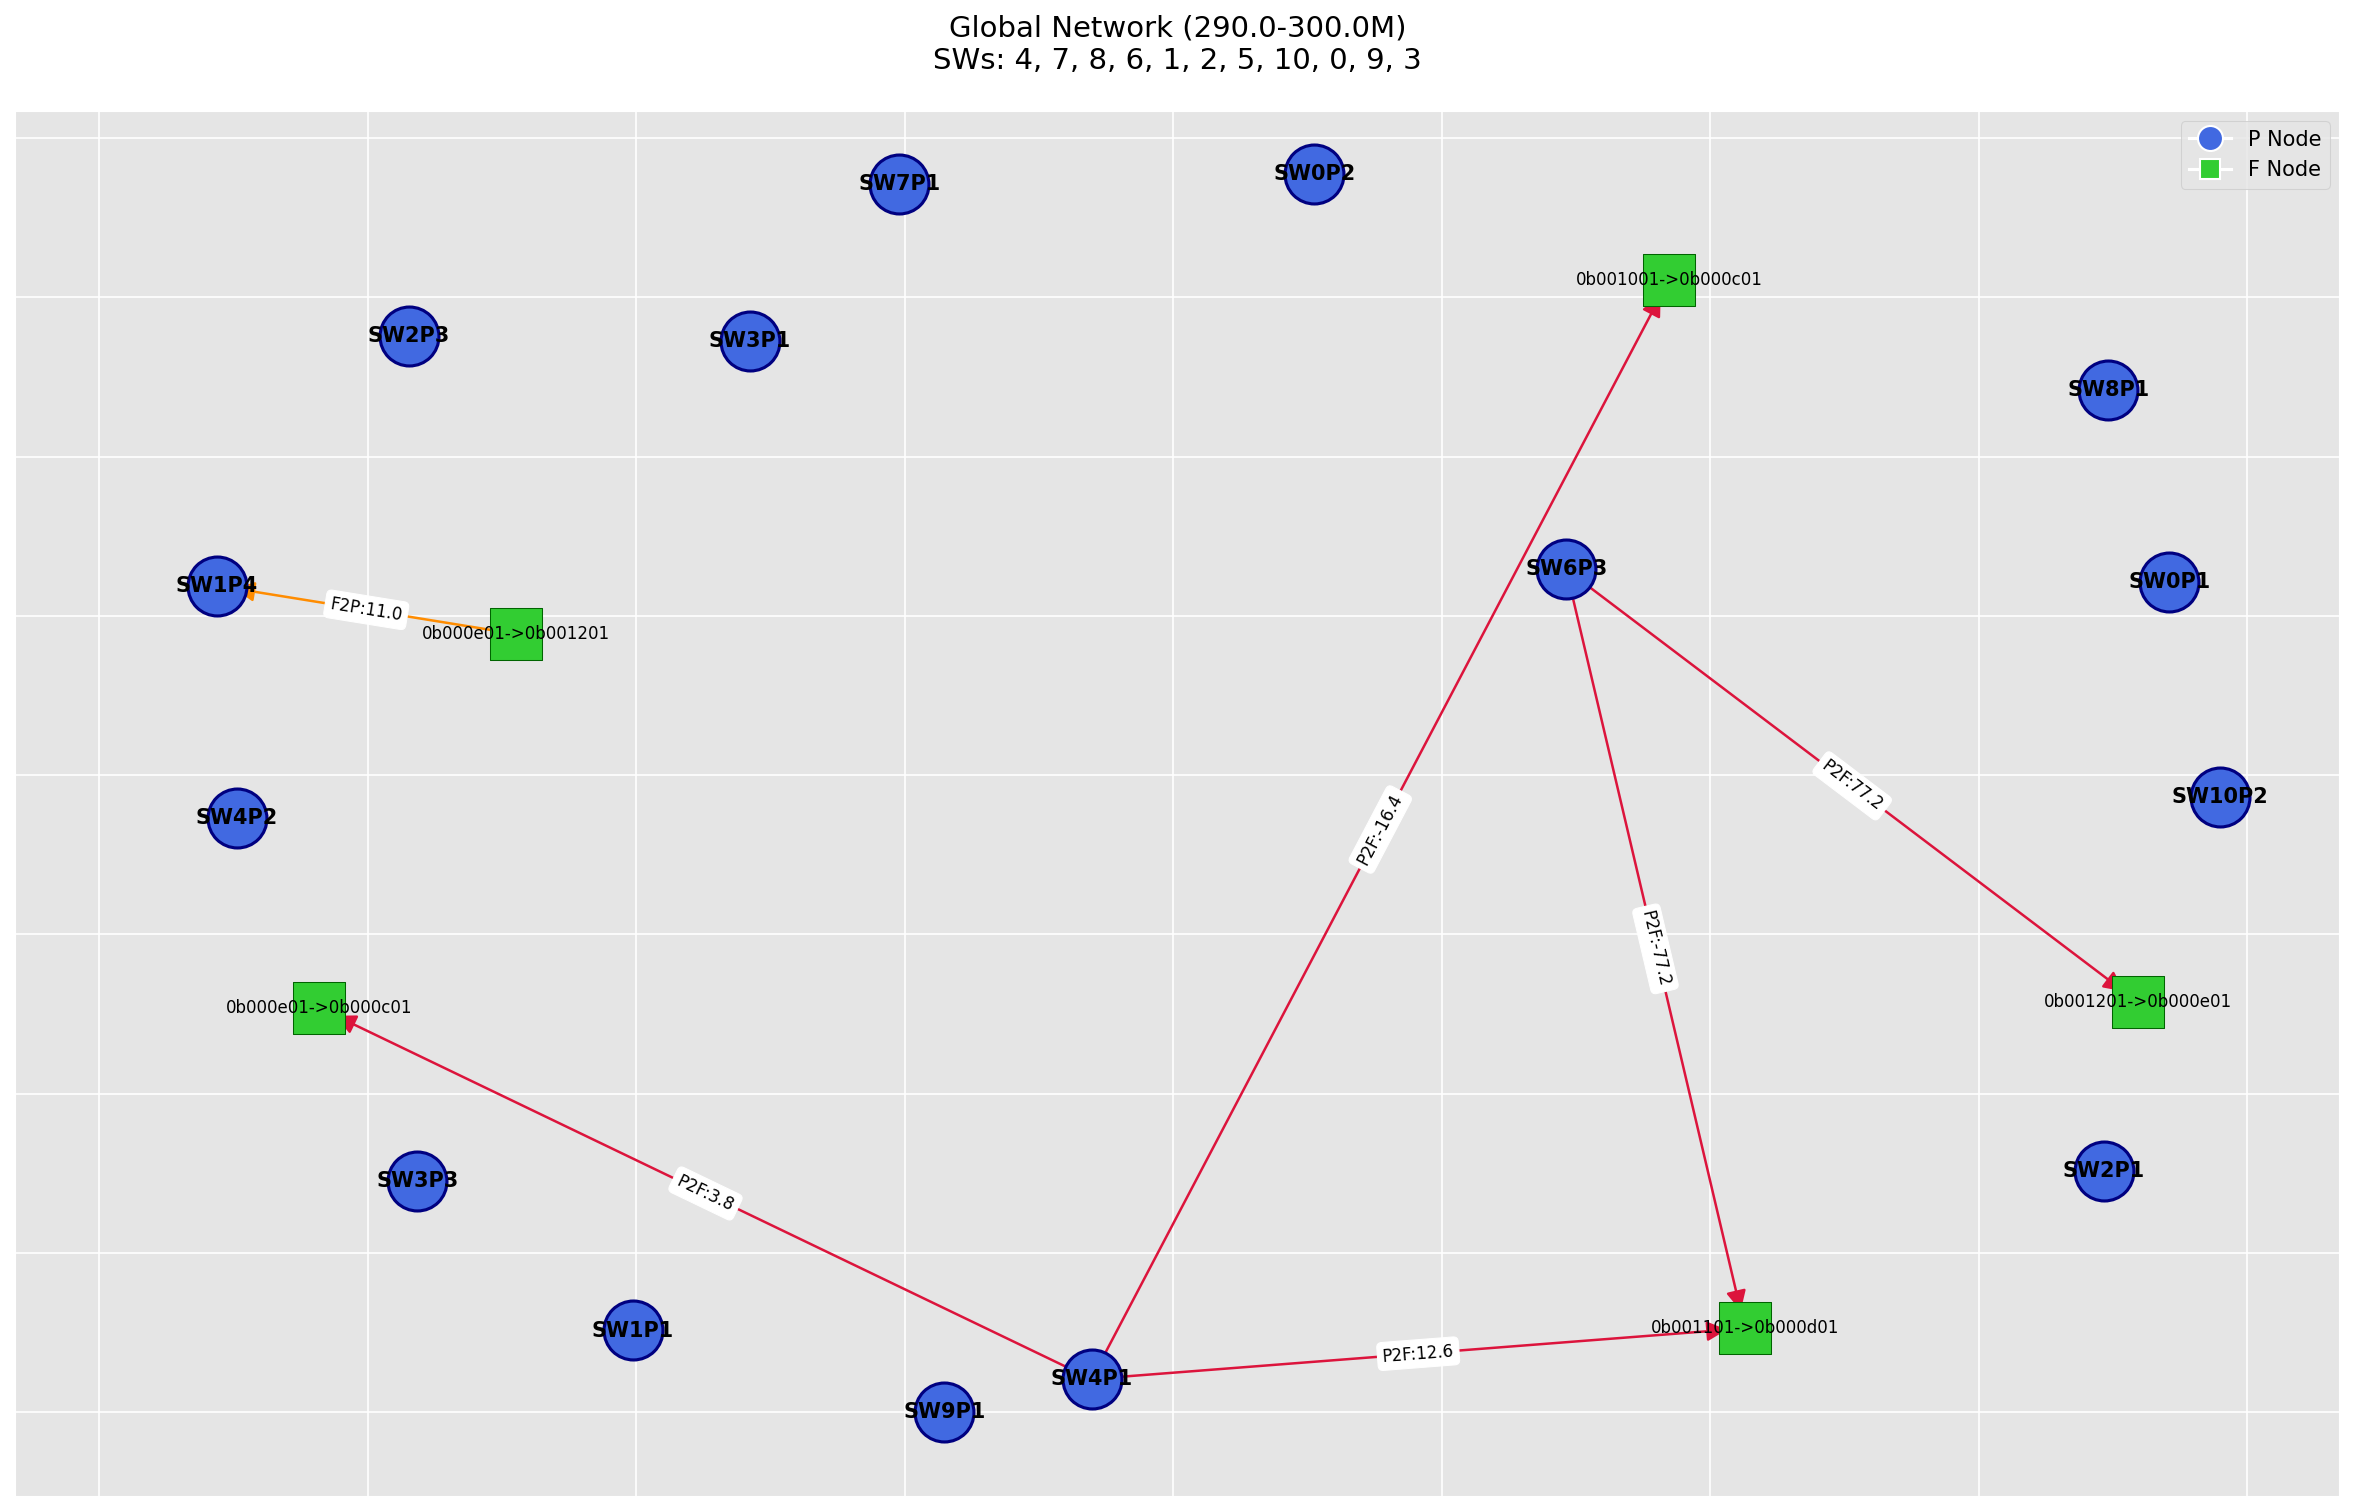 Global Network (290.0-300.0M)
SWs: 4, 7, 8, 6, 1, 2, 5, 10, 0, 9, 3
P Node
F Node
SW7P1
SW0P2
0b001001->0b000c01
SW2P3
SW3P1
SW8P1
SW1P4
F2P:11.0
0b000e01->0b001201
SW6P3
SW0P1
SW4P2
P2F:-16.4
P2F:77.2
SW10P2
P2F:-77.2
0b000e01->0b000c01
0b001201->0b000e01
SW3P3
P2F:3.8
SW2P1
SW1P1
0b001101->0b000d01
P2F:12.6
SW4P1
SW9P1